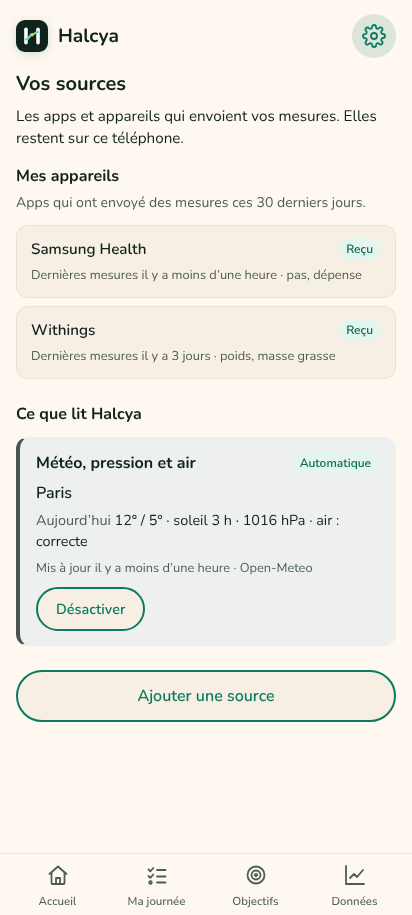 Halcya
Vos sources
Les apps et appareils qui envoient vos mesures. Elles
restent sur ce téléphone.
Mes appareils
Apps qui ont envoyé des mesures ces 30 derniers jours.
Samsung Health
Reçu
Dernières mesures il y a moins d’une heure · pas, dépense
Withings
Reçu
Dernières mesures il y a 3 jours · poids, masse grasse
Ce que lit Halcya
Météo, pression et air
Automatique
Paris
Aujourd’hui 12° / 5° · soleil 3 h · 1016 hPa · air :
correcte
Mis à jour il y a moins d’une heure · Open-Meteo
Désactiver
Ajouter une source
Accueil
Ma journée
Objectifs
Données